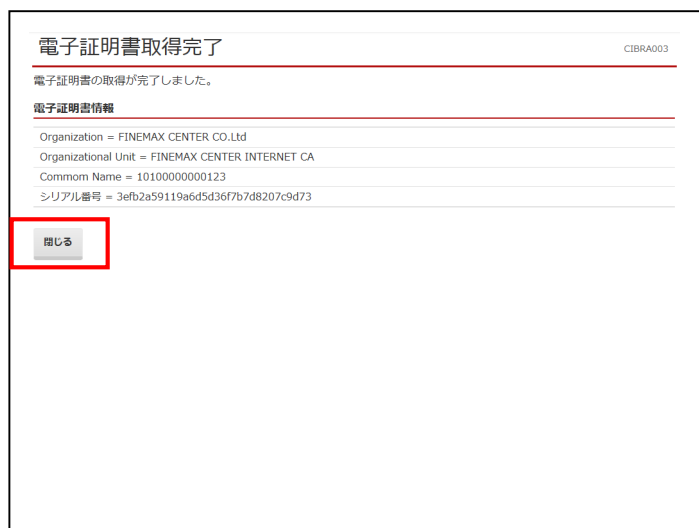 電子証明書取得完了
CIBRA003
電子証明書の取得が完了しました。
電子証明書情報
Organization = FINEMAX CENTER CO.Ltd
Organizational Unit = FINEMAX CENTER INTERNET CA
Commom Name = 10100000000123
シリアル番号 = 3efb2a59119a6d5d36f7b7d8207c9d73
閉じる